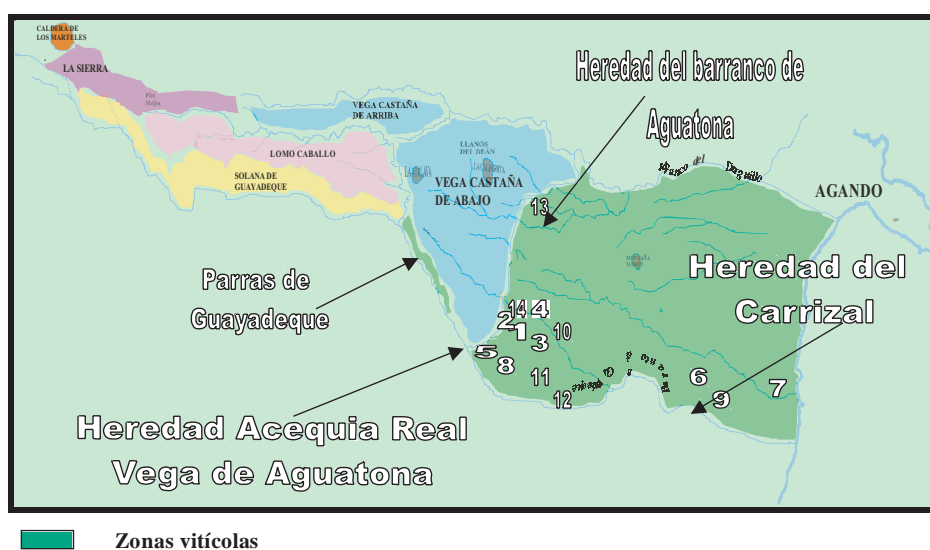 CALDERA DE
LOS MARTELES
LA SIERRA
VEGA CASTAÑA
DE ARRIBA
LOMO CABALLO
SOLANA DE
GUAYADEQUE
LLANOS
DEL DEÁN
VEGA CASTAÑA
DE ABAJO
Heredad del barranco de
Aguatona
del
Draguillo
AGANDO
13
Heredad del
Carrizal
Parras de
Guayadeque
14
4
2
1
10
3
5
8
11
12
6
9
7
Heredad Acequia Real
Vega de Aguatona
Zonas vitícolas